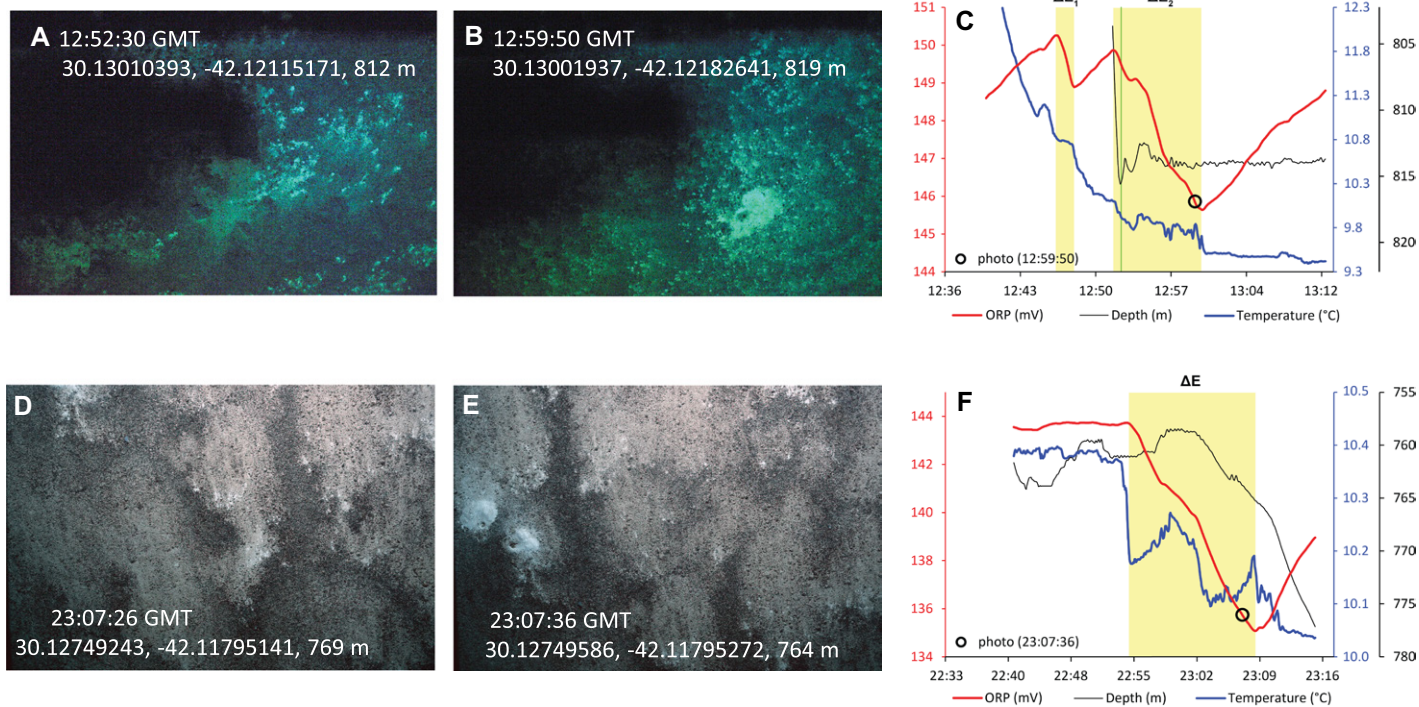 A 12:52:30 GMT
30.13010393, -42.12115171, 812 m
B 12:59:50 GMT
30.13001937, -42.12182641, 819 m
C
151
150
149
148
147
146
145
144
12.3
11.8
11.3
10.8
10.3
9.8
9.3
805
810
815
820
photo (12:59:50)
12:36 12:43 12:50 12:57 13:04 13:12
ORP (mV) Depth (m) Temperature (°C)
D
23:07:26 GMT
30.12749243, -42.11795141, 769 m
E
23:07:36 GMT
30.12749586, -42.11795272, 764 m
F
ΔE
144
142
140
138
136
134
10.5
10.4
10.3
10.2
10.1
10.0
755
760
765
770
775
780
photo (23:07:36)
22:33 22:40 22:48 22:55 23:02 23:09 23:16
ORP (mV) Depth (m) Temperature (°C)